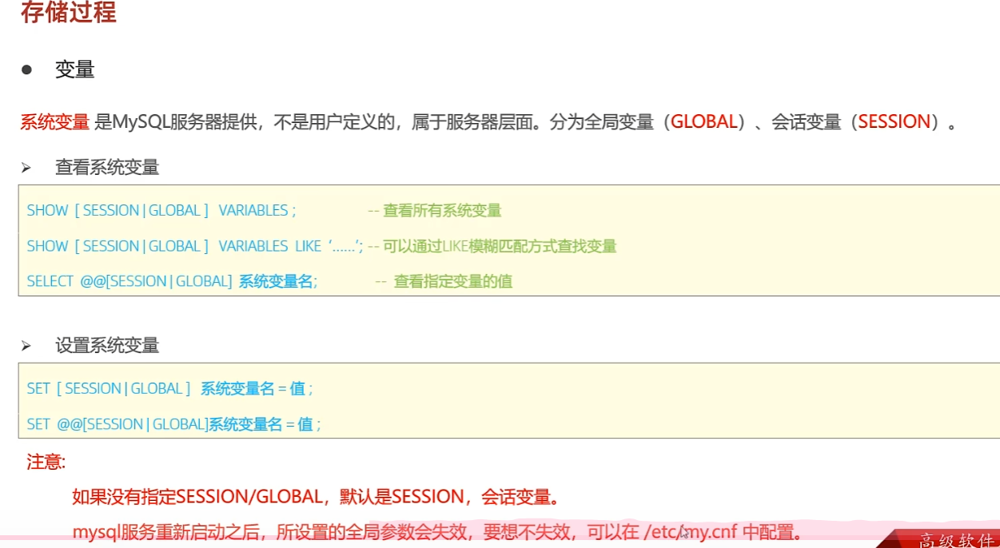 存储过程
● 变量
系统变量 是MySQL服务器提供，不是用户定义的，属于服务器层面。分为全局变量（GLOBAL）、会话变量（SESSION）。
➢ 查看系统变量
SHOW [ SESSION | GLOBAL ] VARIABLES ; -- 查看所有系统变量
SHOW [ SESSION | GLOBAL ] VARIABLES LIKE ‘......’; -- 可以通过LIKE模糊匹配方式查找变量
SELECT @@[SESSION | GLOBAL] 系统变量名; -- 查看指定变量的值
➢ 设置系统变量
SET [ SESSION | GLOBAL ] 系统变量名 = 值 ;
SET @@[SESSION | GLOBAL]系统变量名 = 值 ;
注意:
如果没有指定SESSION/GLOBAL，默认是SESSION，会话变量。
mysql服务重新启动之后，所设置的全局参数会失效，要想不失效，可以在 /etc/my.cnf 中配置。
高级软件